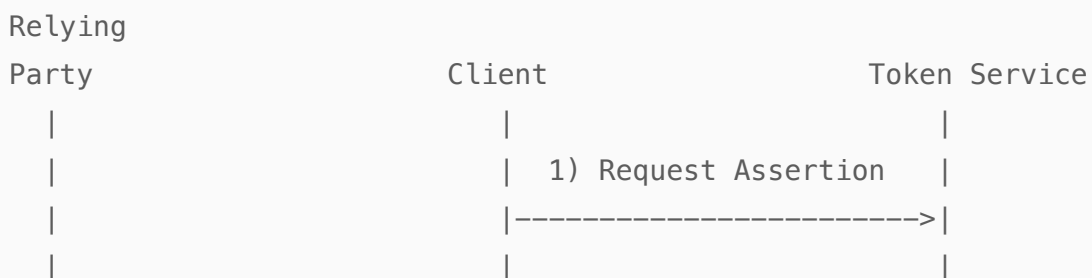 Relying
Party                    Client                   Token Service
  |                         |                         |
  |                         |  1) Request Assertion   |
  |                         |------------------------>|
  |                         |                         |